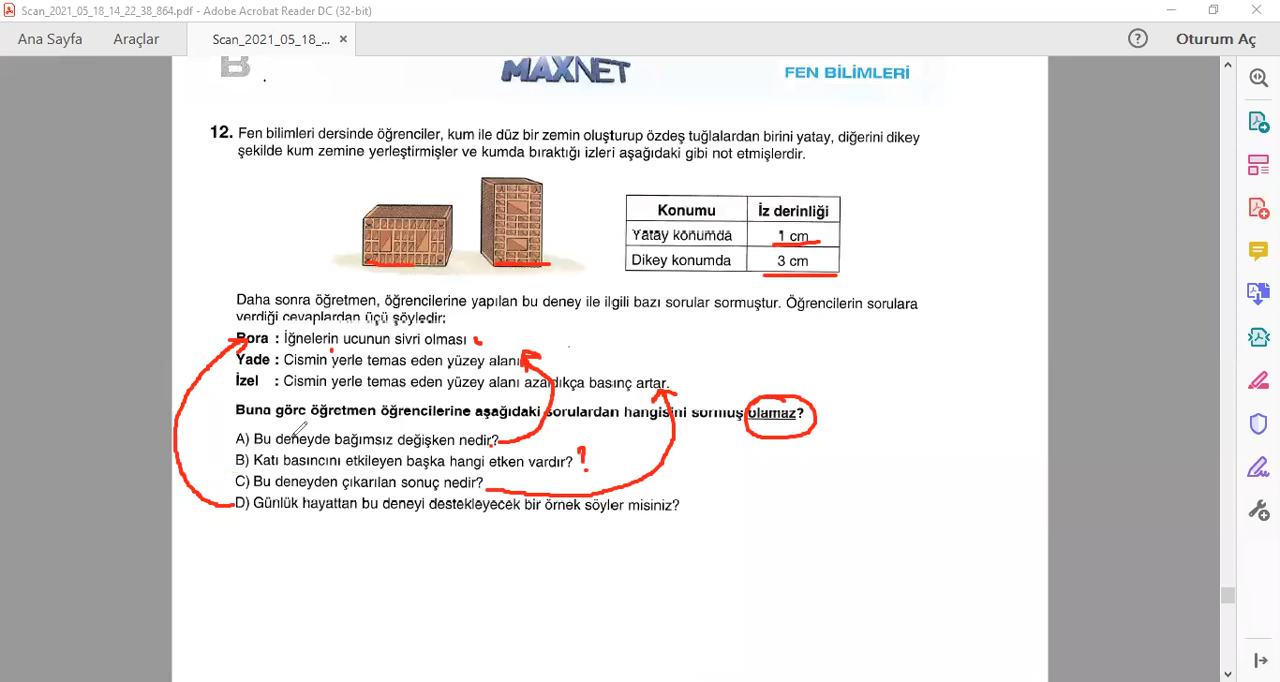 Scan_2021_05_18_14_22_38_864.pdf - Adobe Acrobat Reader DC (32-bit)
Ana Sayfa Araçlar Scan_2021_05_18_... × ? Oturum Aç
B MAXNET FEN BİLİMLERİ
12. Fen bilimleri dersinde öğrenciler, kum ile düz bir zemin oluşturup özdeş tuğlalardan birini yatay, diğerini dikey
şekilde kum zemine yerleştirmişler ve kumda bıraktığı izleri aşağıdaki gibi not etmişlerdir.
Konumu İz derinliği
Yatay konumda 1 cm
Dikey konumda 3 cm
Daha sonra öğretmen, öğrencilerine yapılan bu deney ile ilgili bazı sorular sormuştur. Öğrencilerin sorulara
verdiği cevaplardan üçü şöyledir:
Bora : İğnelerin ucunun sivri olması
Yade : Cismin yerle temas eden yüzey alanı
İzel : Cismin yerle temas eden yüzey alanı azaldıkça basınç artar.
Buna göre öğretmen öğrencilerine aşağıdaki sorulardan hangisini sormuş olamaz?
A) Bu deneyde bağımsız değişken nedir?
B) Katı basıncını etkileyen başka hangi etken vardır? ?
C) Bu deneyden çıkarılan sonuç nedir?
D) Günlük hayattan bu deneyi destekleyecek bir örnek söyler misiniz?